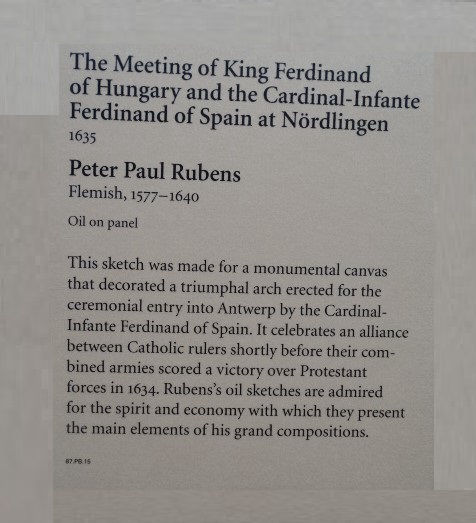 The Meeting of King Ferdinand
of Hungary and the Cardinal-Infante
Ferdinand of Spain at Nördlingen
1635
Peter Paul Rubens
Flemish, 1577–1640
Oil on panel
This sketch was made for a monumental canvas
that decorated a triumphal arch erected for the
ceremonial entry into Antwerp by the Cardinal-
Infante Ferdinand of Spain. It celebrates an alliance
between Catholic rulers shortly before their com-
bined armies scored a victory over Protestant
forces in 1634. Rubens's oil sketches are admired
for the spirit and economy with which they present
the main elements of his grand compositions.
87.PB.15